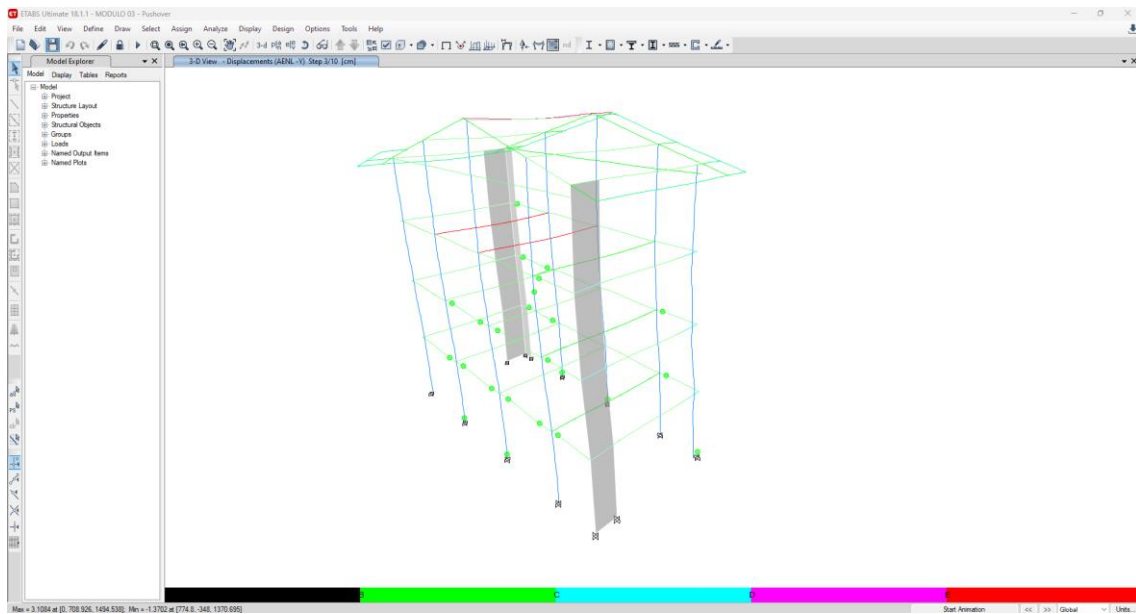 ETABS Ultimate 18.1.1 - MODULO 03 - Pushover
File Edit View Define Draw Select Assign Analyze Display Design Options Tools Help
3-d
nd
Model Explorer
3-D View - Displacements (AENL -Y) Step 3/10 [cm]
Model Display Tables Reports
Model
Project
Structure Layout
Properties
Structural Objects
Groups
Loads
Named Output Items
Named Plots
B C D E
Max = 3.1084 at [0, 708.926, 1494.538]; Min = -1.3702 at [774.8, -348, 1370.695]
Start Animation << >> Global Units...